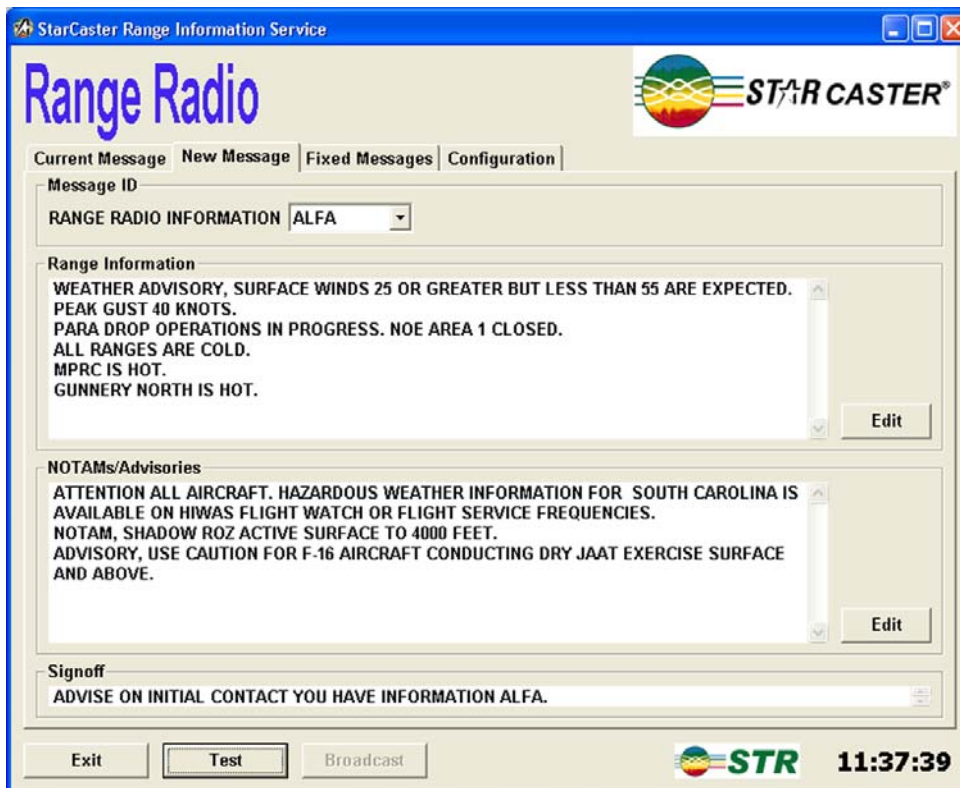 StarCaster Range Information Service
Range Radio
STAR CASTER®
Current Message New Message Fixed Messages Configuration
Message ID
RANGE RADIO INFORMATION ALFA
Range Information
WEATHER ADVISORY, SURFACE WINDS 25 OR GREATER BUT LESS THAN 55 ARE EXPECTED.
PEAK GUST 40 KNOTS.
PARA DROP OPERATIONS IN PROGRESS. NOE AREA 1 CLOSED.
ALL RANGES ARE COLD.
MPRC IS HOT.
GUNNERY NORTH IS HOT.
Edit
NOTAMs/Advisories
ATTENTION ALL AIRCRAFT. HAZARDOUS WEATHER INFORMATION FOR SOUTH CAROLINA IS
AVAILABLE ON HIWAS FLIGHT WATCH OR FLIGHT SERVICE FREQUENCIES.
NOTAM, SHADOW ROZ ACTIVE SURFACE TO 4000 FEET.
ADVISORY, USE CAUTION FOR F-16 AIRCRAFT CONDUCTING DRY JAAT EXERCISE SURFACE
AND ABOVE.
Edit
Signoff
ADVISE ON INITIAL CONTACT YOU HAVE INFORMATION ALFA.
Exit Test Broadcast STR 11:37:39